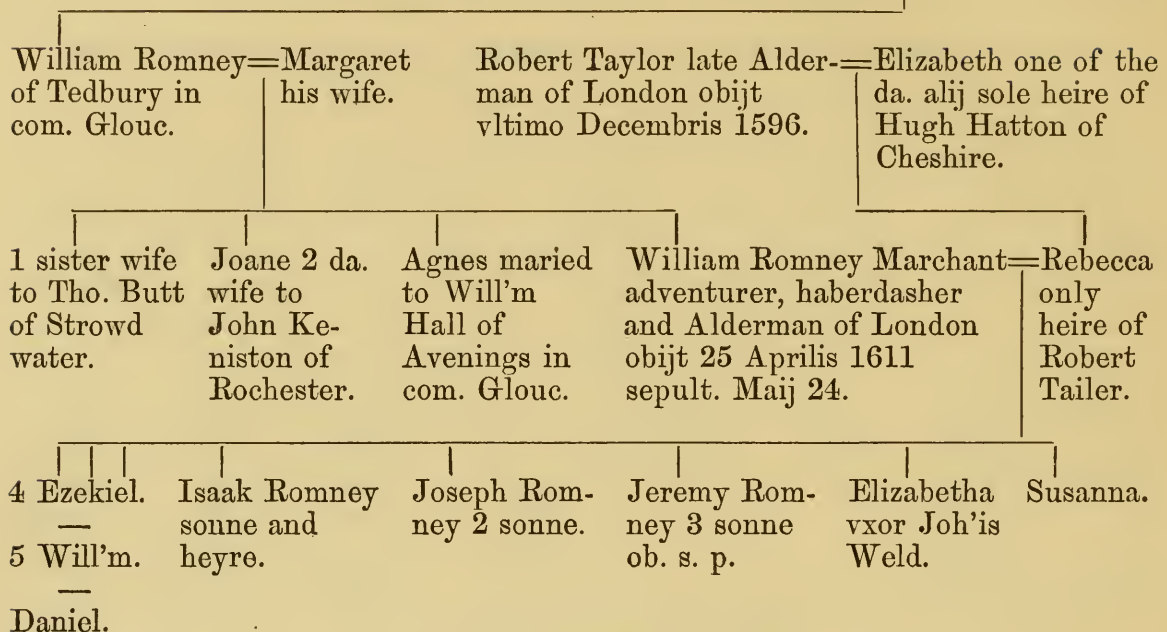 William Romney=Margaret
of Tedbury in his wife.
com. Glouc.
Robert Taylor late Alder-=Elizabeth one of the
man of London obijt da. alij sole heire of
vltimo Decembris 1596. Hugh Hatton of
Cheshire.
1 sister wife
to Tho. Butt
of Strowd
water.
Joane 2 da.
wife to
John Ke-
niston of
Rochester.
Agnes maried
to Will'm
Hall of
Avenings in
com. Glouc.
William Romney Marchant=Rebecca
adventurer, haberdasher only
and Alderman of London heire of
obijt 25 Aprilis 1611 Robert
sepult. Maij 24. Tailer.
4 Ezekiel.
—
5 Will'm.
—
Daniel.
Isaak Romney
sonne and
heyre.
Joseph Rom-
ney 2 sonne.
Jeremy Rom-
ney 3 sonne
ob. s. p.
Elizabetha
vxor Joh'is
Weld.
Susanna.